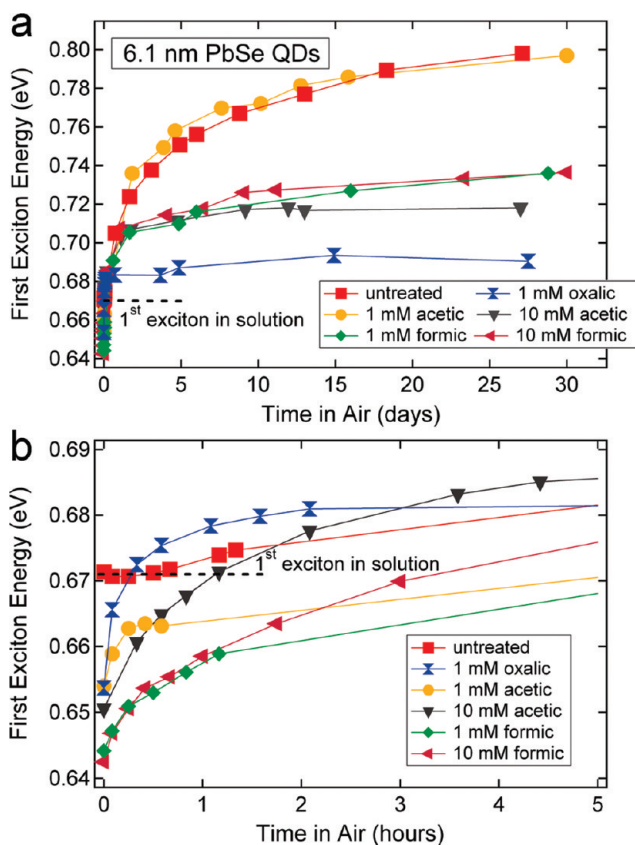 a
6.1 nm PbSe QDs
First Exciton Energy (eV)
0.80
0.78
0.76
0.74
0.72
0.70
0.68
0.66
0.64
1st exciton in solution
untreated
1 mM acetic
1 mM formic
1 mM oxalic
10 mM acetic
10 mM formic
0 5 10 15 20 25 30
Time in Air (days)
b
First Exciton Energy (eV)
0.69
0.68
0.67
0.66
0.65
0.64
1st exciton in solution
untreated
1 mM oxalic
1 mM acetic
10 mM acetic
1 mM formic
10 mM formic
0 1 2 3 4 5
Time in Air (hours)